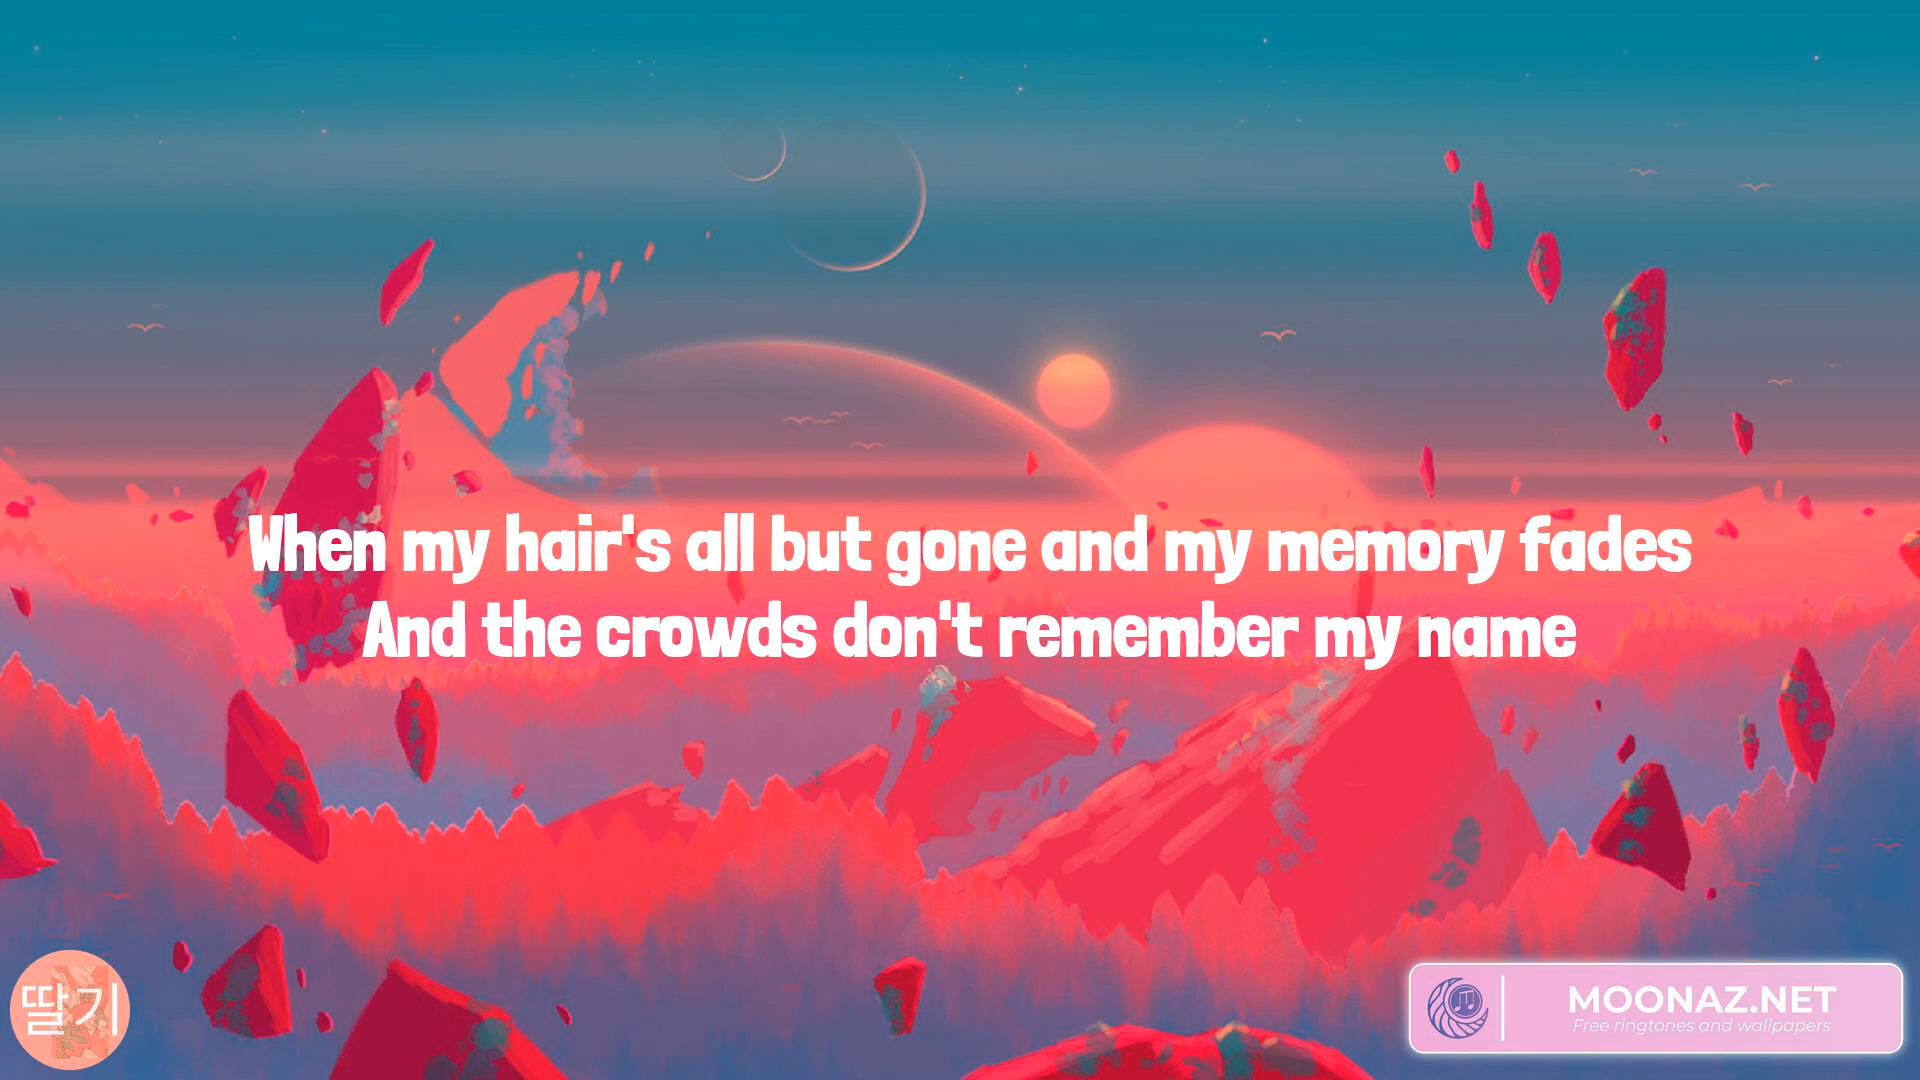 When my hair's all but gone and my memory fades
And the crowds don't remember my name
딸기
MOONAZ.NET
Free ringtones and wallpapers